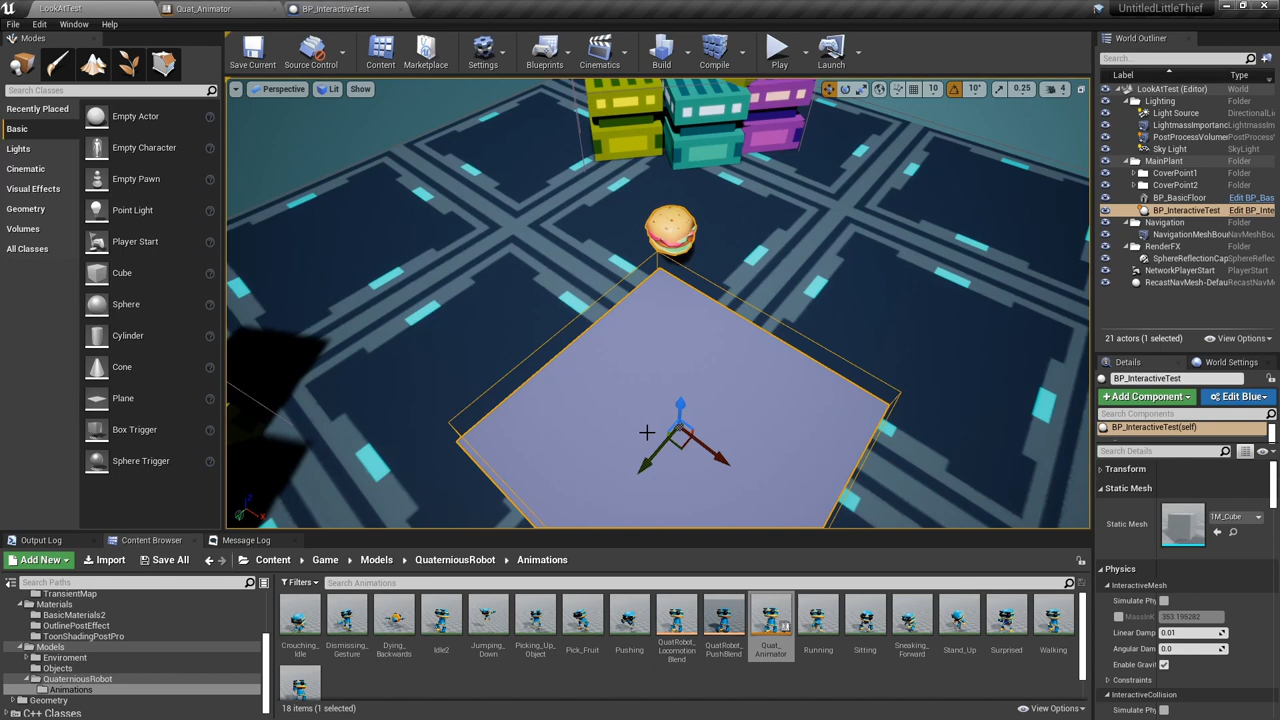 LookAtTest
Quat_Animator
BP_InteractiveTest
UntitledLittleThief
File
Edit
Window
Help
Modes
Save Current
Source Control
Content
Marketplace
Settings
Blueprints
Cinematics
Build
Compile
Play
Launch
World Outliner
Search...
Label
Type
LookAtTest (Editor)
World
Lighting
Folder
Light Source
DirectionalLi
LightmassImportanc
LightmassIm
PostProcessVolume
PostProcess
Sky Light
SkyLight
MainPlant
Folder
CoverPoint1
Folder
CoverPoint2
Folder
BP_BasicFloor
Edit BP_Bas
BP_InteractiveTest
Edit BP_Inte
Navigation
Folder
NavigationMeshBou
NavMeshBou
RenderFX
Folder
SphereReflectionCap
SphereReflec
NetworkPlayerStart
PlayerStart
RecastNavMesh-Defau
RecastNavM
21 actors (1 selected)
View Options
Search Classes
Recently Placed
Basic
Lights
Cinematic
Visual Effects
Geometry
Volumes
All Classes
Empty Actor
Empty Character
Empty Pawn
Point Light
Player Start
Cube
Sphere
Cylinder
Cone
Plane
Box Trigger
Sphere Trigger
Perspective
Lit
Show
10
10°
0.25
4
Details
World Settings
BP_InteractiveTest
+Add Component
Edit Blue
Search Components
BP_InteractiveTest(self)
Search Details
Transform
Static Mesh
Static Mesh
1M_Cube
Physics
InteractiveMesh
Simulate Phy
353.199282
Linear Damp
0.01
Angular Dam
0.0
Enable Gravit
Constraints
InteractiveCollision
Simulate Phy
Output Log
Content Browser
Message Log
Add New
Import
Save All
Content
Game
Models
QuaterniousRobot
Animations
Search Paths
TransientMap
Materials
BasicMaterials2
OutlinePostEffect
ToonShadingPostPro
Models
Enviroment
Objects
QuaterniousRobot
Animations
Geometry
C++ Classes
Filters
Search Animations
Crouching_
Idle
Dismissing_
Gesture
Dying_
Backwards
Idle2
Jumping_
Down
Picking_Up_
Object
Pick_Fruit
Pushing
QuatRobot_
Locomotion
Blend
QuatRobot_
PushBlend
Quat_
Animator
Running
Sitting
Sneaking_
Forward
Stand_Up
Surprised
Walking
18 items (1 selected)
View Options